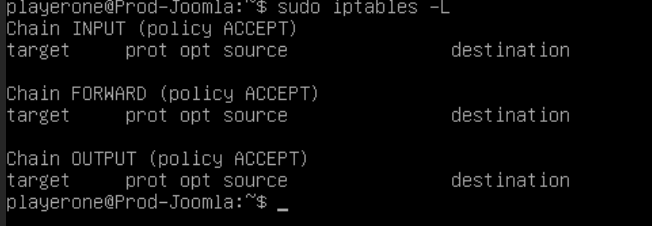 playerone@Prod-Joomla:~$ sudo iptables -L
Chain INPUT (policy ACCEPT)
target     prot opt source               destination

Chain FORWARD (policy ACCEPT)
target     prot opt source               destination

Chain OUTPUT (policy ACCEPT)
target     prot opt source               destination
playerone@Prod-Joomla:~$ _